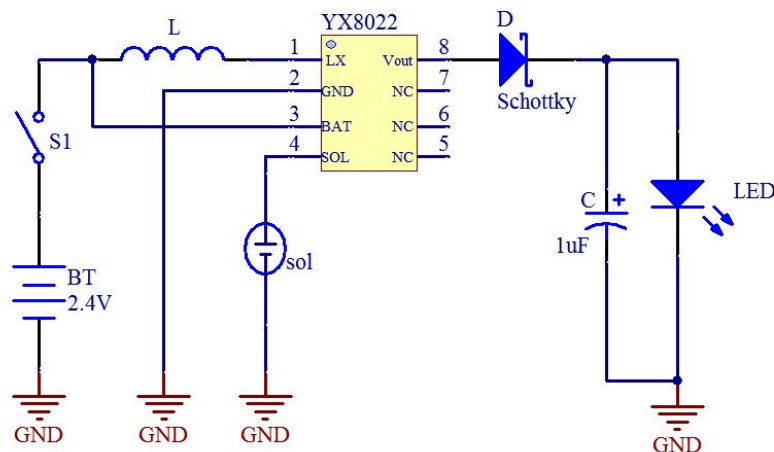 YX8022
L
1
LX
Vout
8
D
2
GND
NC
7
Schottky
3
BAT
NC
6
4
SOL
NC
5
S1
C
+
LED
1uF
sol
BT
2.4V
GND
GND
GND
GND